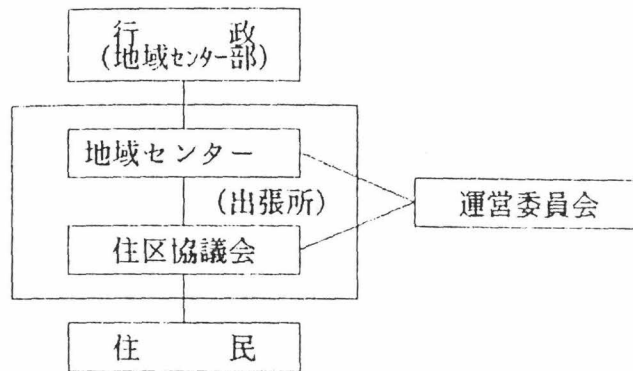 行政
(地域センター部)
地域センター
(出張所)
運営委員会
住区協議会
住民